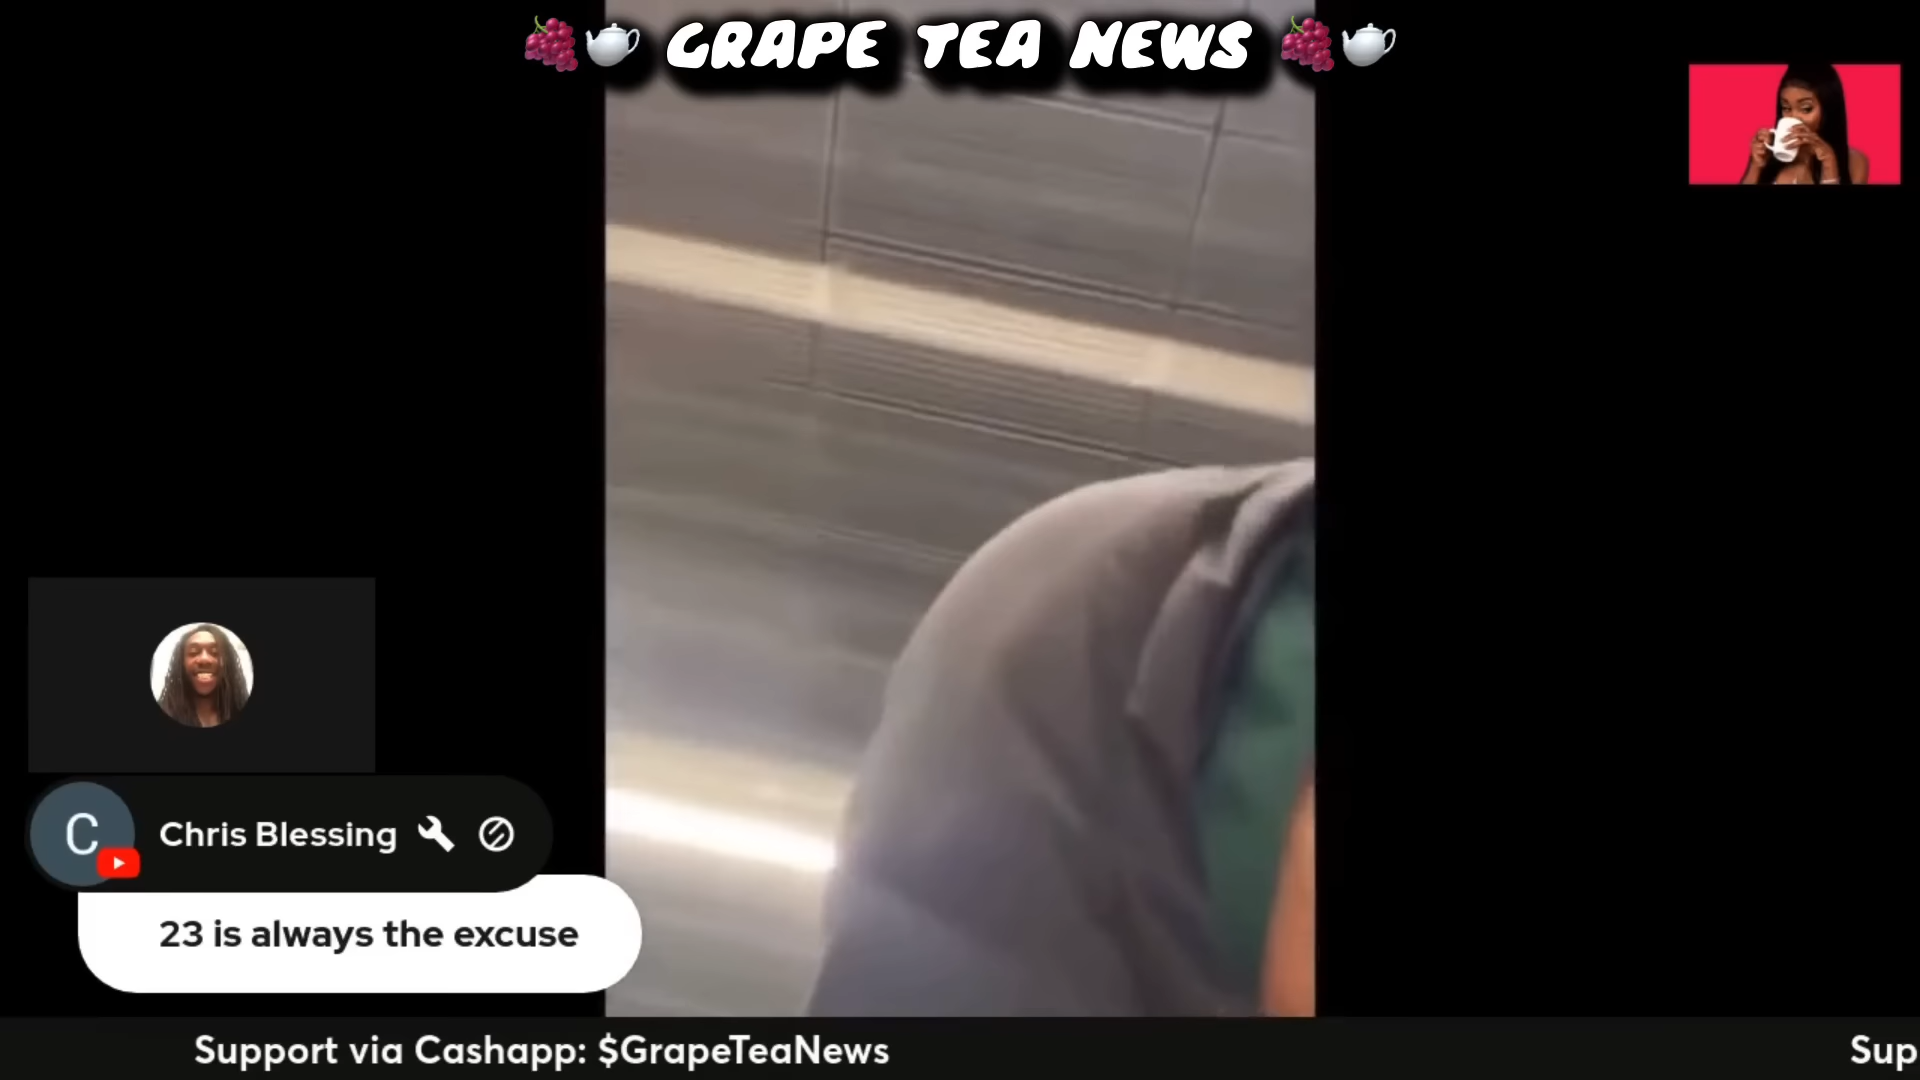 GRAPE TEA NEWS
C
Chris Blessing
23 is always the excuse
Support via Cashapp: $GrapeTeaNews
Sup